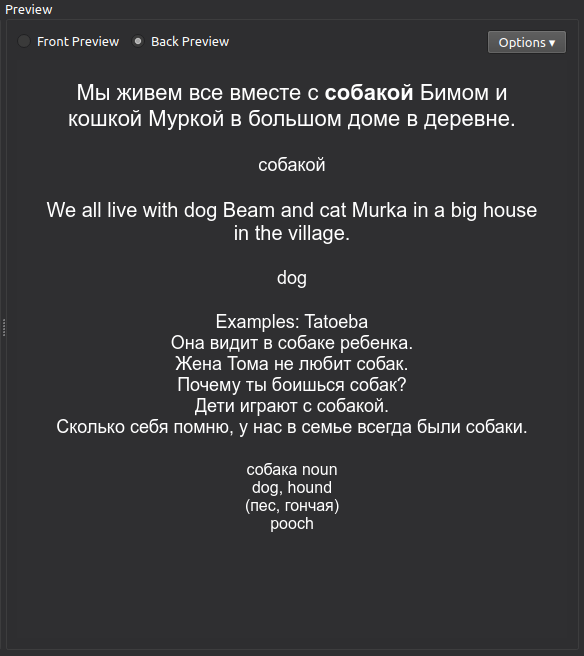 Preview
Front Preview
Back Preview
Options ▾
Мы живем все вместе с собакой Бимом и
кошкой Муркой в большом доме в деревне.
собакой
We all live with dog Beam and cat Murka in a big house
in the village.
dog
Examples: Tatoeba
Она видит в собаке ребенка.
Жена Тома не любит собак.
Почему ты боишься собак?
Дети играют с собакой.
Сколько себя помню, у нас в семье всегда были собаки.
собака noun
dog, hound
(пес, гончая)
pooch